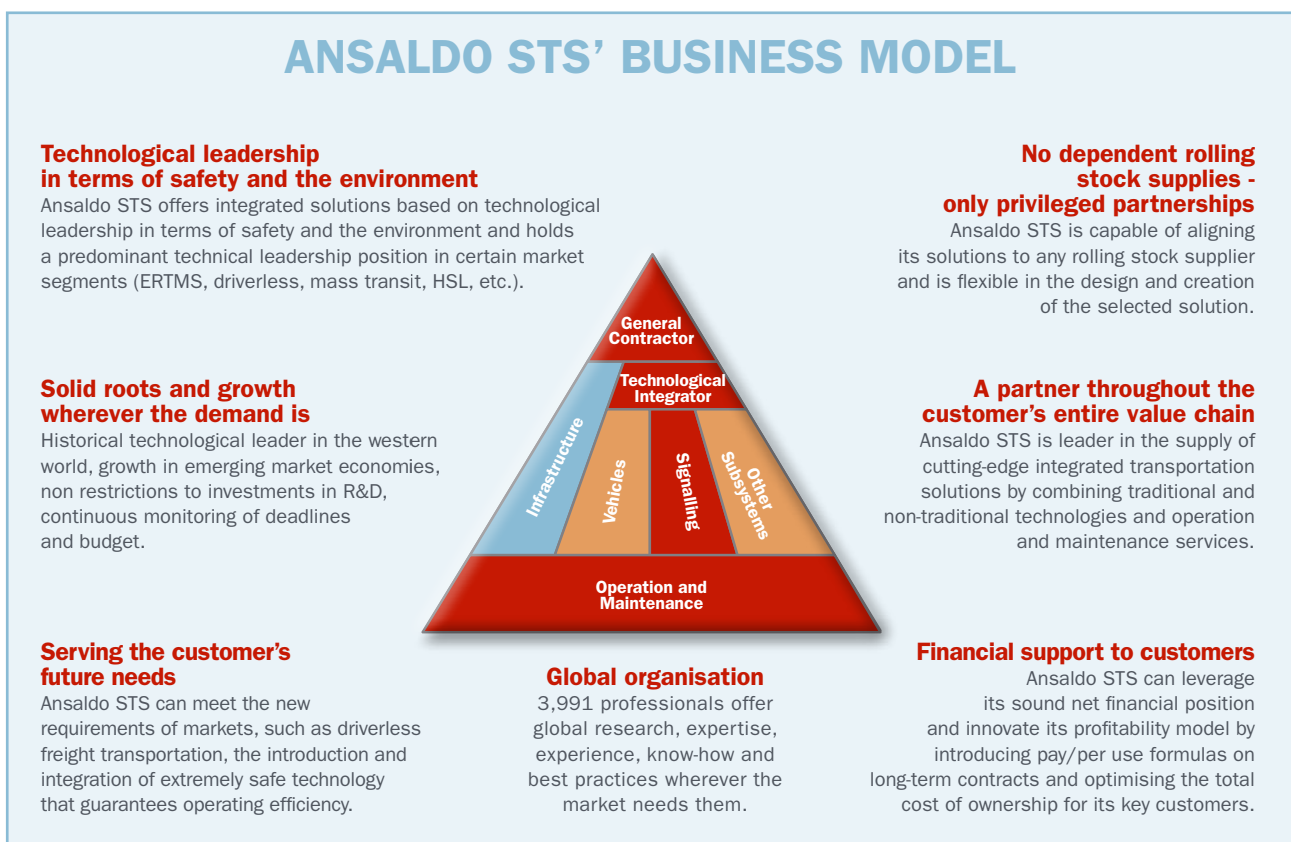 ANSALDO STS’ BUSINESS MODEL
Technological leadership
in terms of safety and the environment
Ansaldo STS offers integrated solutions based on technological
leadership in terms of safety and the environment and holds
a predominant technical leadership position in certain market
segments (ERTMS, driverless, mass transit, HSL, etc.).
No dependent rolling
stock supplies -
only privileged partnerships
Ansaldo STS is capable of aligning
its solutions to any rolling stock supplier
and is flexible in the design and creation
of the selected solution.
Solid roots and growth
wherever the demand is
Historical technological leader in the western
world, growth in emerging market economies,
non restrictions to investments in R&D,
continuous monitoring of deadlines
and budget.
General
Contractor
Technological
Integrator
Infrastructure
Vehicles
Signalling
Other
Subsystems
Operation and
Maintenance
A partner throughout the
customer’s entire value chain
Ansaldo STS is leader in the supply of
cutting-edge integrated transportation
solutions by combining traditional and
non-traditional technologies and operation
and maintenance services.
Serving the customer’s
future needs
Ansaldo STS can meet the new
requirements of markets, such as driverless
freight transportation, the introduction and
integration of extremely safe technology
that guarantees operating efficiency.
Global organisation
3,991 professionals offer
global research, expertise,
experience, know-how and
best practices wherever the
market needs them.
Financial support to customers
Ansaldo STS can leverage
its sound net financial position
and innovate its profitability model by
introducing pay/per use formulas on
long-term contracts and optimising the total
cost of ownership for its key customers.